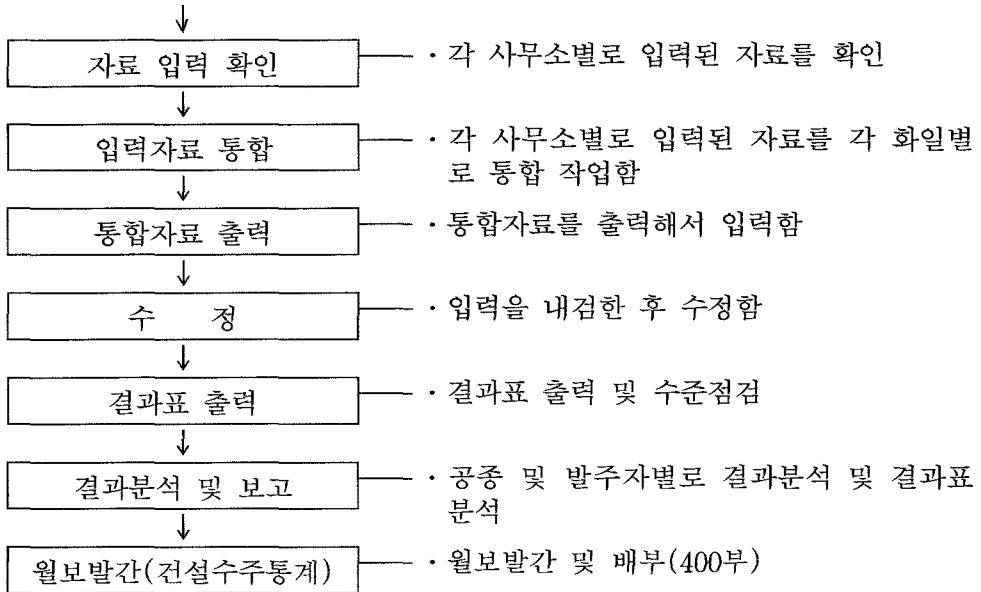 자료 입력 확인
· 각 사무소별로 입력된 자료를 확인
입력자료 통합
· 각 사무소별로 입력된 자료를 각 화일별
로 통합 작업함
통합자료 출력
· 통합자료를 출력해서 입력함
수 정
· 입력을 내검한 후 수정함
결과표 출력
· 결과표 출력 및 수준점검
결과분석 및 보고
· 공종 및 발주자별로 결과분석 및 결과표
분석
월보발간(건설수주통계)
· 월보발간 및 배부(400부)